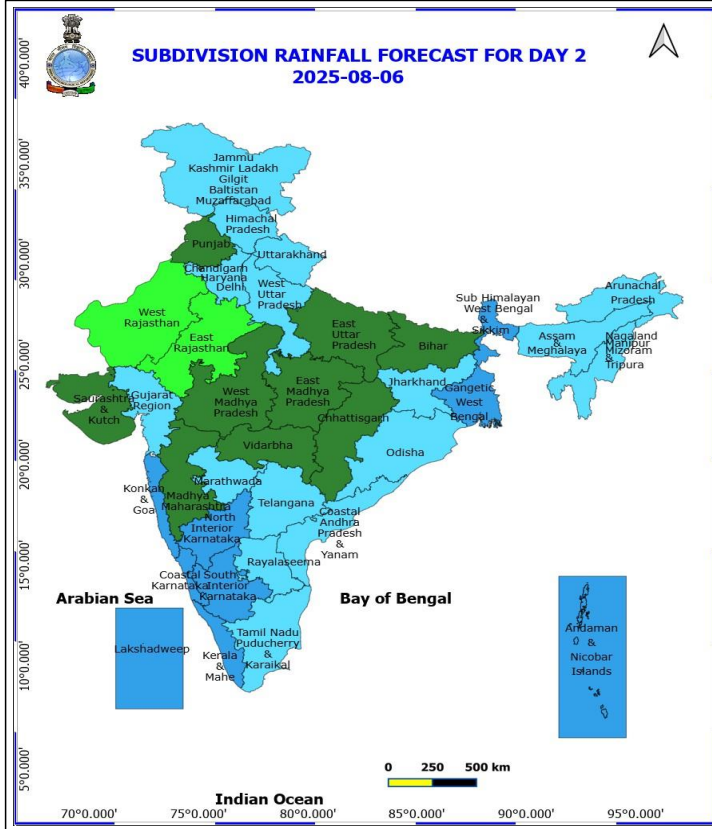 SUBDIVISION RAINFALL FORECAST FOR DAY 2
2025-08-06
40°0.000'
35°0.000'
30°0.000'
25°0.000'
20°0.000'
15°0.000'
10°0.000'
5°0.000'
Jammu
Kashmir Ladakh
Gilgit
Baltistan
Muzaffarabad
Himachal
Pradesh
Punjab
Uttarakhand
Chandigarh
Haryana
Delhi
West
Uttar
Pradesh
West
Rajasthan
East
Rajasthan
East
Uttar
Pradesh
Bihar
Sub Himalayan
West Bengal
&
Sikkim
Arunachal
Pradesh
Assam
&
Meghalaya
Nagaland
Manipur
Mizoram
&
Tripura
Saurashtra
&
Kutch
Gujarat
Region
West
Madhya
Pradesh
East
Madhya
Pradesh
Jharkhand
Gangetic
West
Bengal
Chhattisgarh
Vidarbha
Odisha
Konkan
&
Goa
Madhya
Maharashtra
Marathwada
Telangana
North
Interior
Karnataka
Coastal
Andhra
Pradesh
&
Yanam
Rayalaseema
Coastal
Karnataka
South
Interior
Karnataka
Arabian Sea
Bay of Bengal
Lakshadweep
Kerala
&
Mahe
Tamil Nadu
Puducherry
&
Karaikal
Andaman
&
Nicobar
Islands
0 250 500 km
Indian Ocean
70°0.000' 75°0.000' 80°0.000' 85°0.000' 90°0.000' 95°0.000'